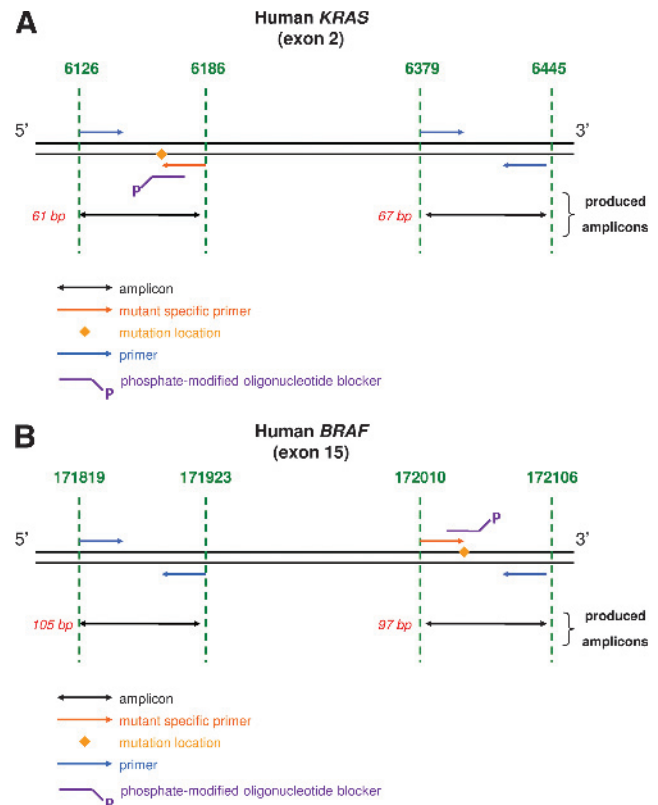 A
Human KRAS
(exon 2)
6126 6186 6379 6445
5’ 3’
P
61 bp 67 bp produced
amplicons
amplicon
mutant specific primer
mutation location
primer
P phosphate-modified oligonucleotide blocker
B
Human BRAF
(exon 15)
171819 171923 172010 172106
P
5’ 3’
105 bp 97 bp produced
amplicons
amplicon
mutant specific primer
mutation location
primer
P phosphate-modified oligonucleotide blocker